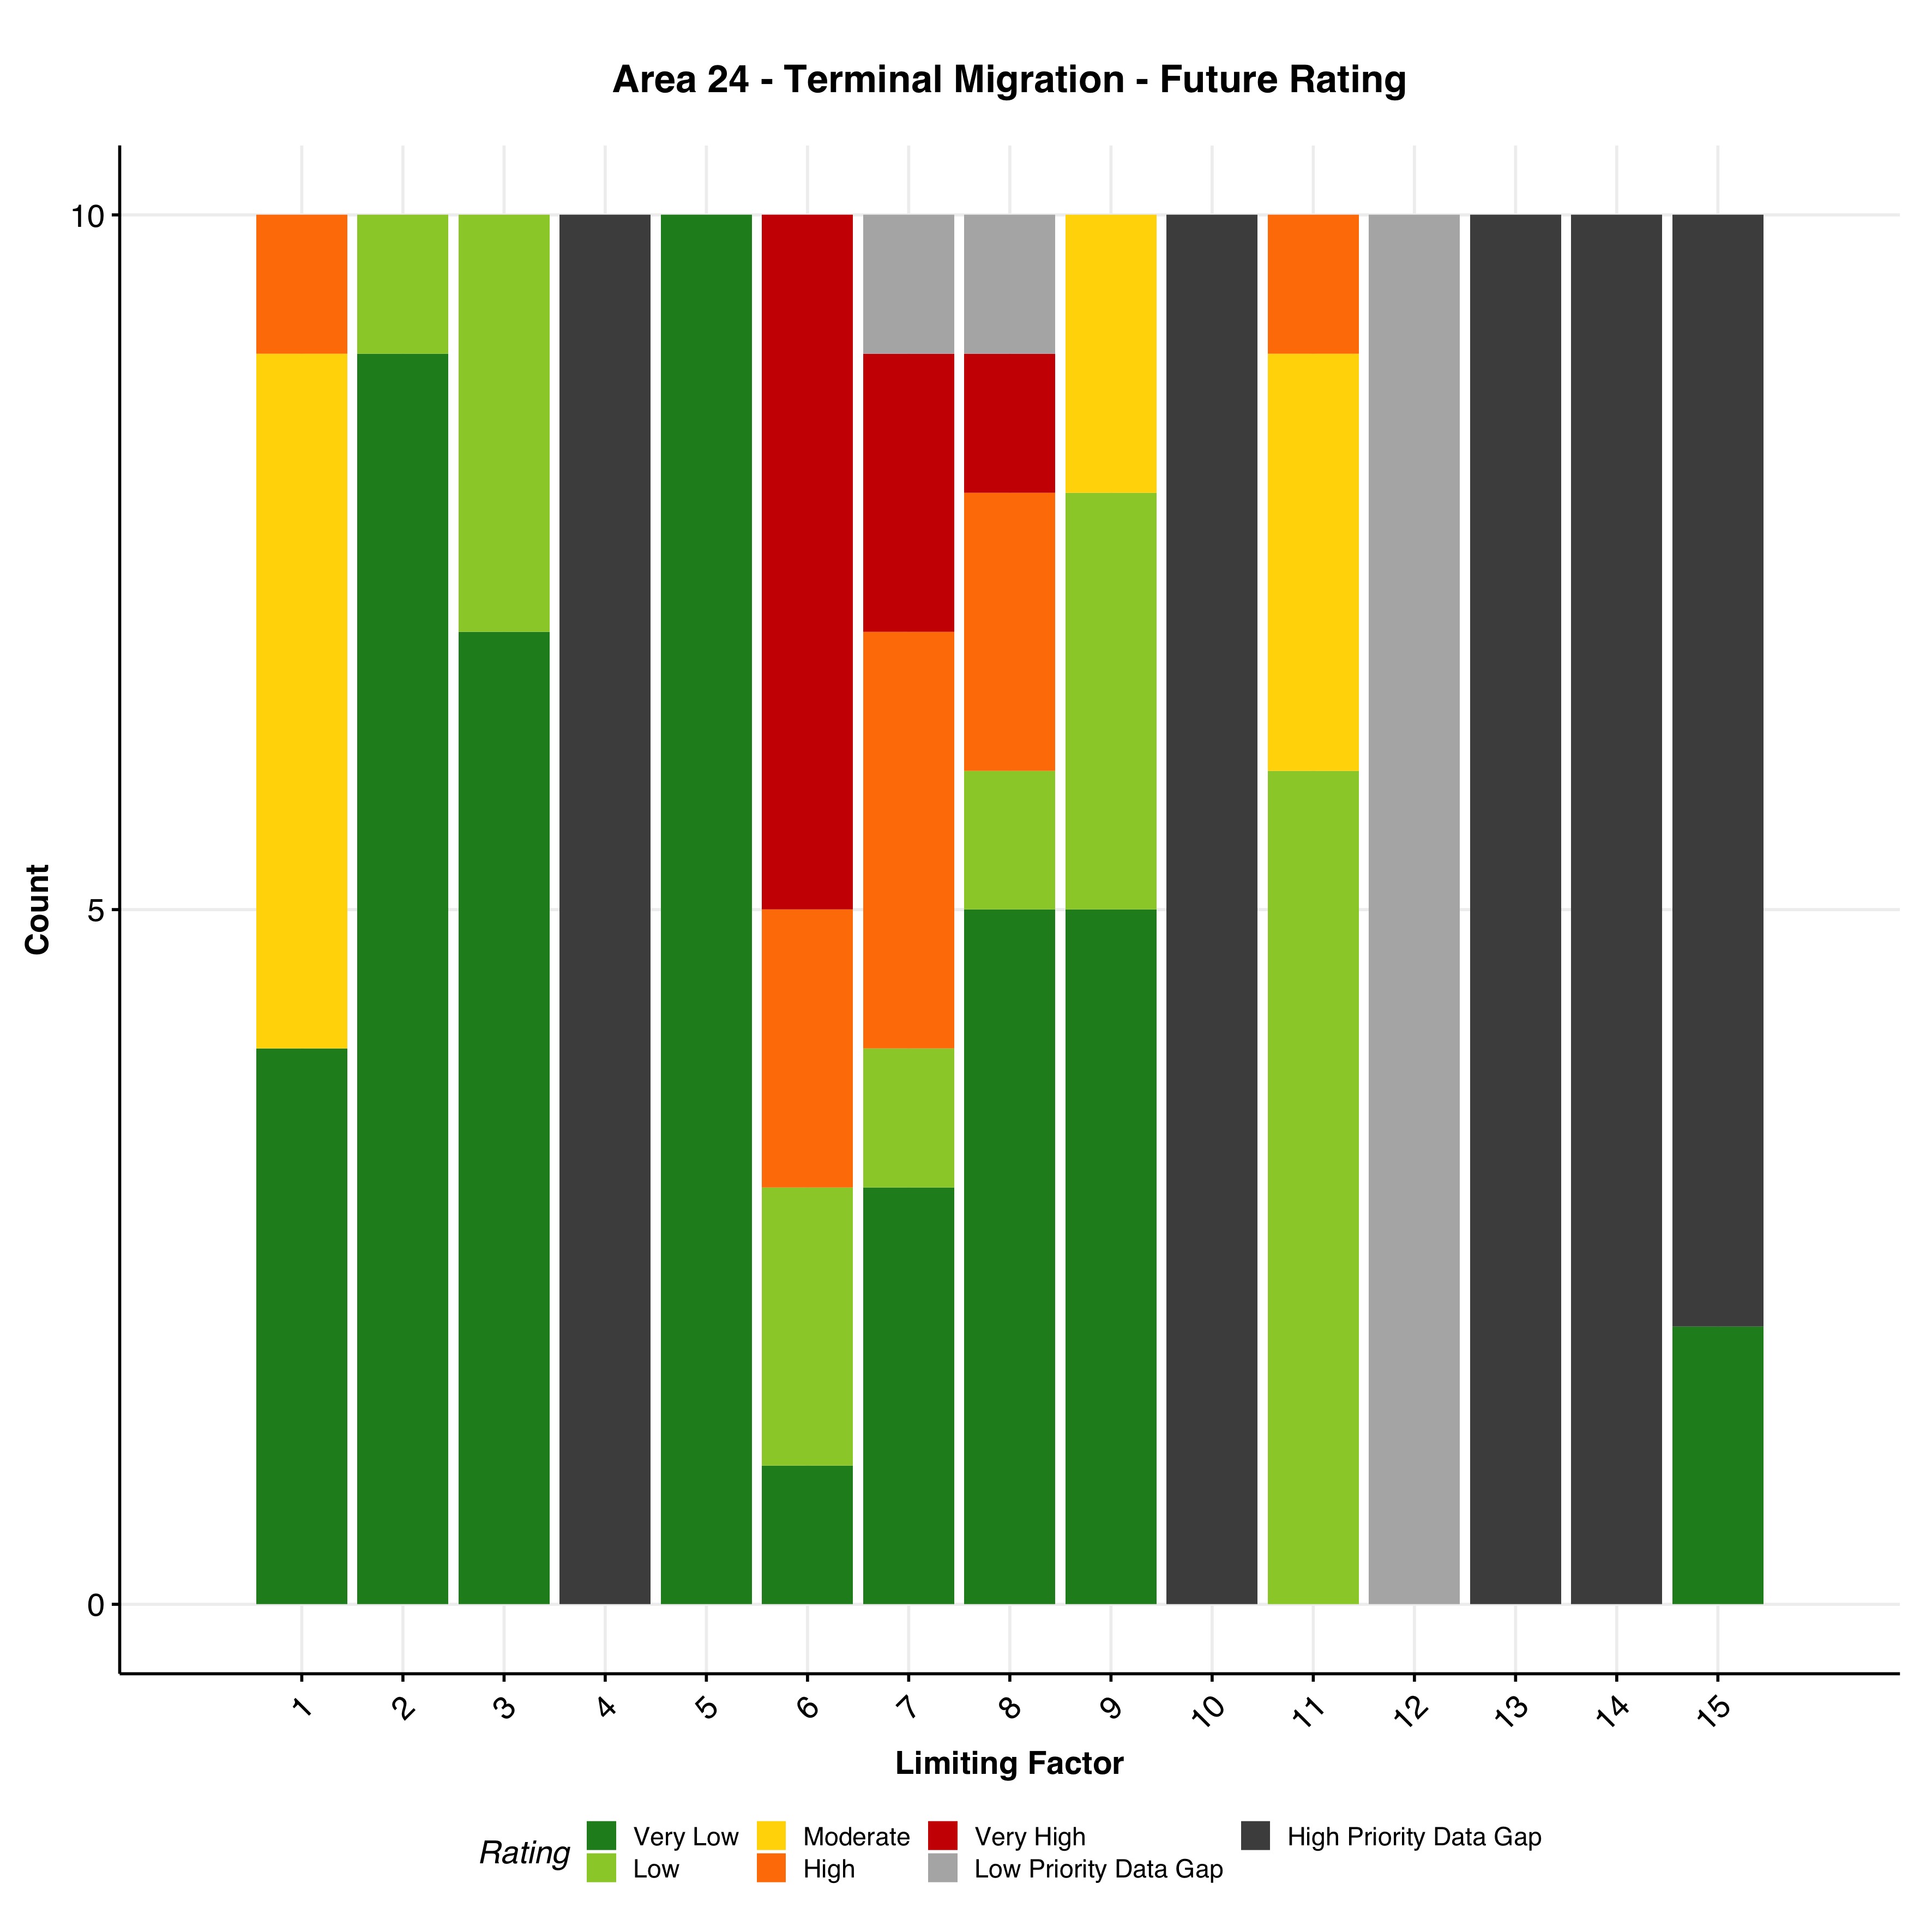 Area 24 - Terminal Migration - Future Rating
Count
10
5
0
1 2 3 4 5 6 7 8 9 10 11 12 13 14 15
Limiting Factor
Rating
Very Low Moderate Very High High Priority Data Gap
Low High Low Priority Data Gap